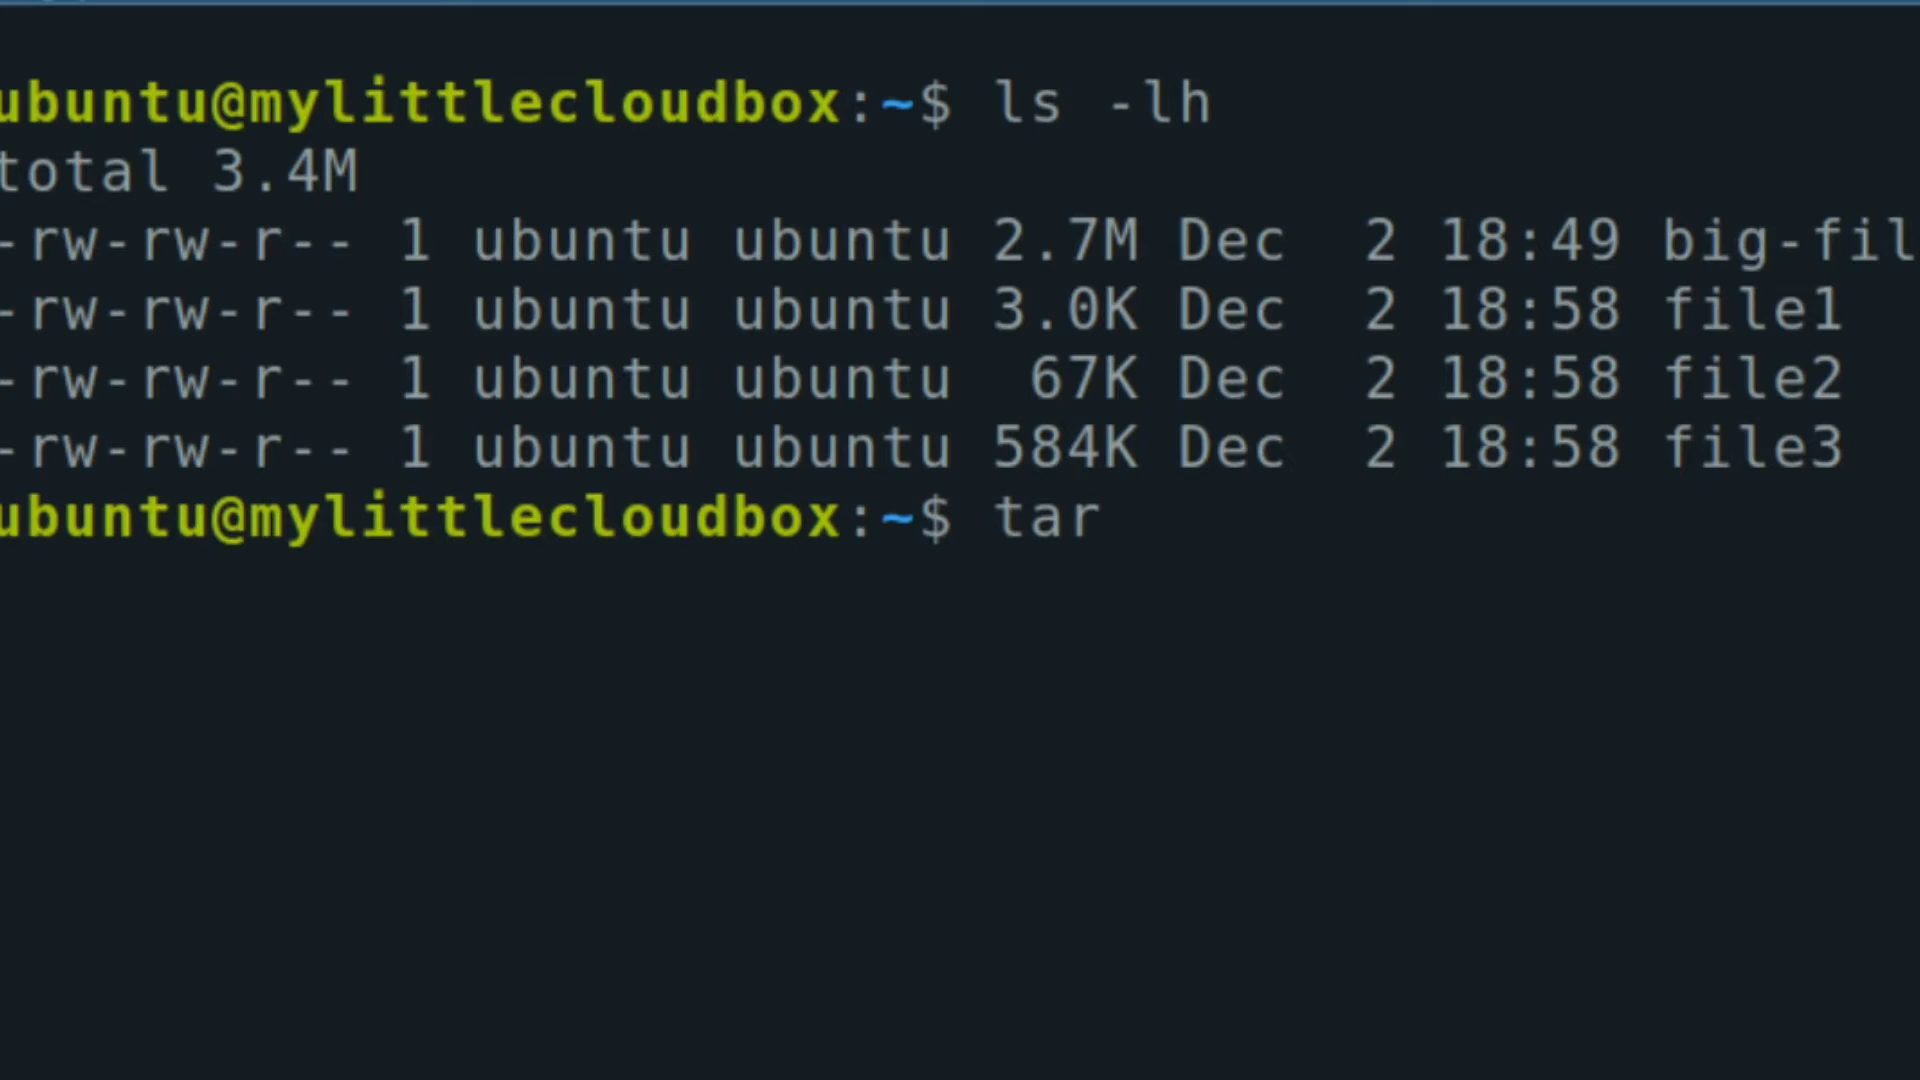 ubuntu@mylittlecloudbox:~$ ls -lh
total 3.4M
-rw-rw-r-- 1 ubuntu ubuntu 2.7M Dec  2 18:49 big-fil
-rw-rw-r-- 1 ubuntu ubuntu 3.0K Dec  2 18:58 file1
-rw-rw-r-- 1 ubuntu ubuntu  67K Dec  2 18:58 file2
-rw-rw-r-- 1 ubuntu ubuntu 584K Dec  2 18:58 file3
ubuntu@mylittlecloudbox:~$ tar